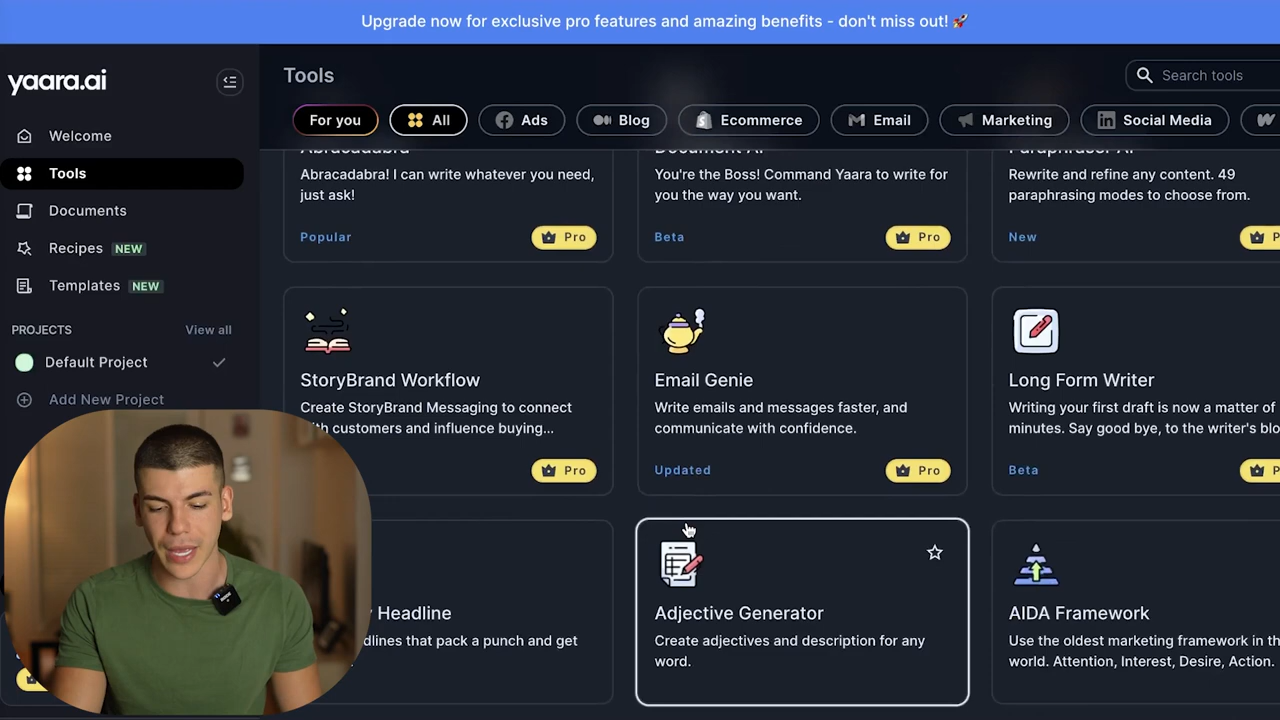 Upgrade now for exclusive pro features and amazing benefits - don't miss out! 🚀
yaara.ai
Tools
Search tools
For you
All
Ads
Blog
Ecommerce
Email
Marketing
Social Media
Welcome
Tools
Documents
Recipes NEW
Templates NEW
PROJECTS View all
Default Project
Add New Project
Abracadabra
Abracadabra! I can write whatever you need,
just ask!
Popular
Pro
Document AI
You're the Boss! Command Yaara to write for
you the way you want.
Beta
Pro
Paraphraser AI
Rewrite and refine any content. 49
paraphrasing modes to choose from.
New
P
StoryBrand Workflow
Create StoryBrand Messaging to connect
customers and influence buying...
Pro
Email Genie
Write emails and messages faster, and
communicate with confidence.
Updated
Pro
Long Form Writer
Writing your first draft is now a matter of
minutes. Say good bye, to the writer's blo
Beta
P
Headline
that pack a punch and get
Adjective Generator
Create adjectives and description for any
word.
AIDA Framework
Use the oldest marketing framework in th
world. Attention, Interest, Desire, Action.